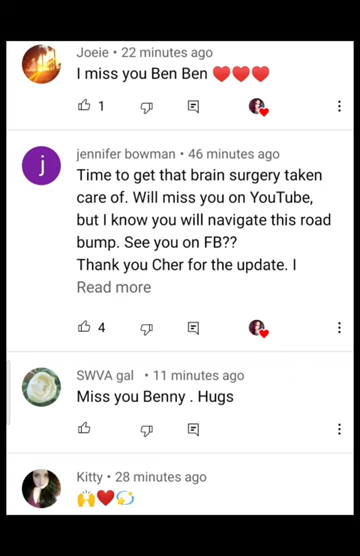 Joeie • 22 minutes ago
I miss you Ben Ben ❤️❤️❤️
1
j
jennifer bowman • 46 minutes ago
Time to get that brain surgery taken
care of. Will miss you on YouTube,
but I know you will navigate this road
bump. See you on FB??
Thank you Cher for the update. I
Read more
4
SWVA gal • 11 minutes ago
Miss you Benny . Hugs
Kitty • 28 minutes ago
🙌❤️💫